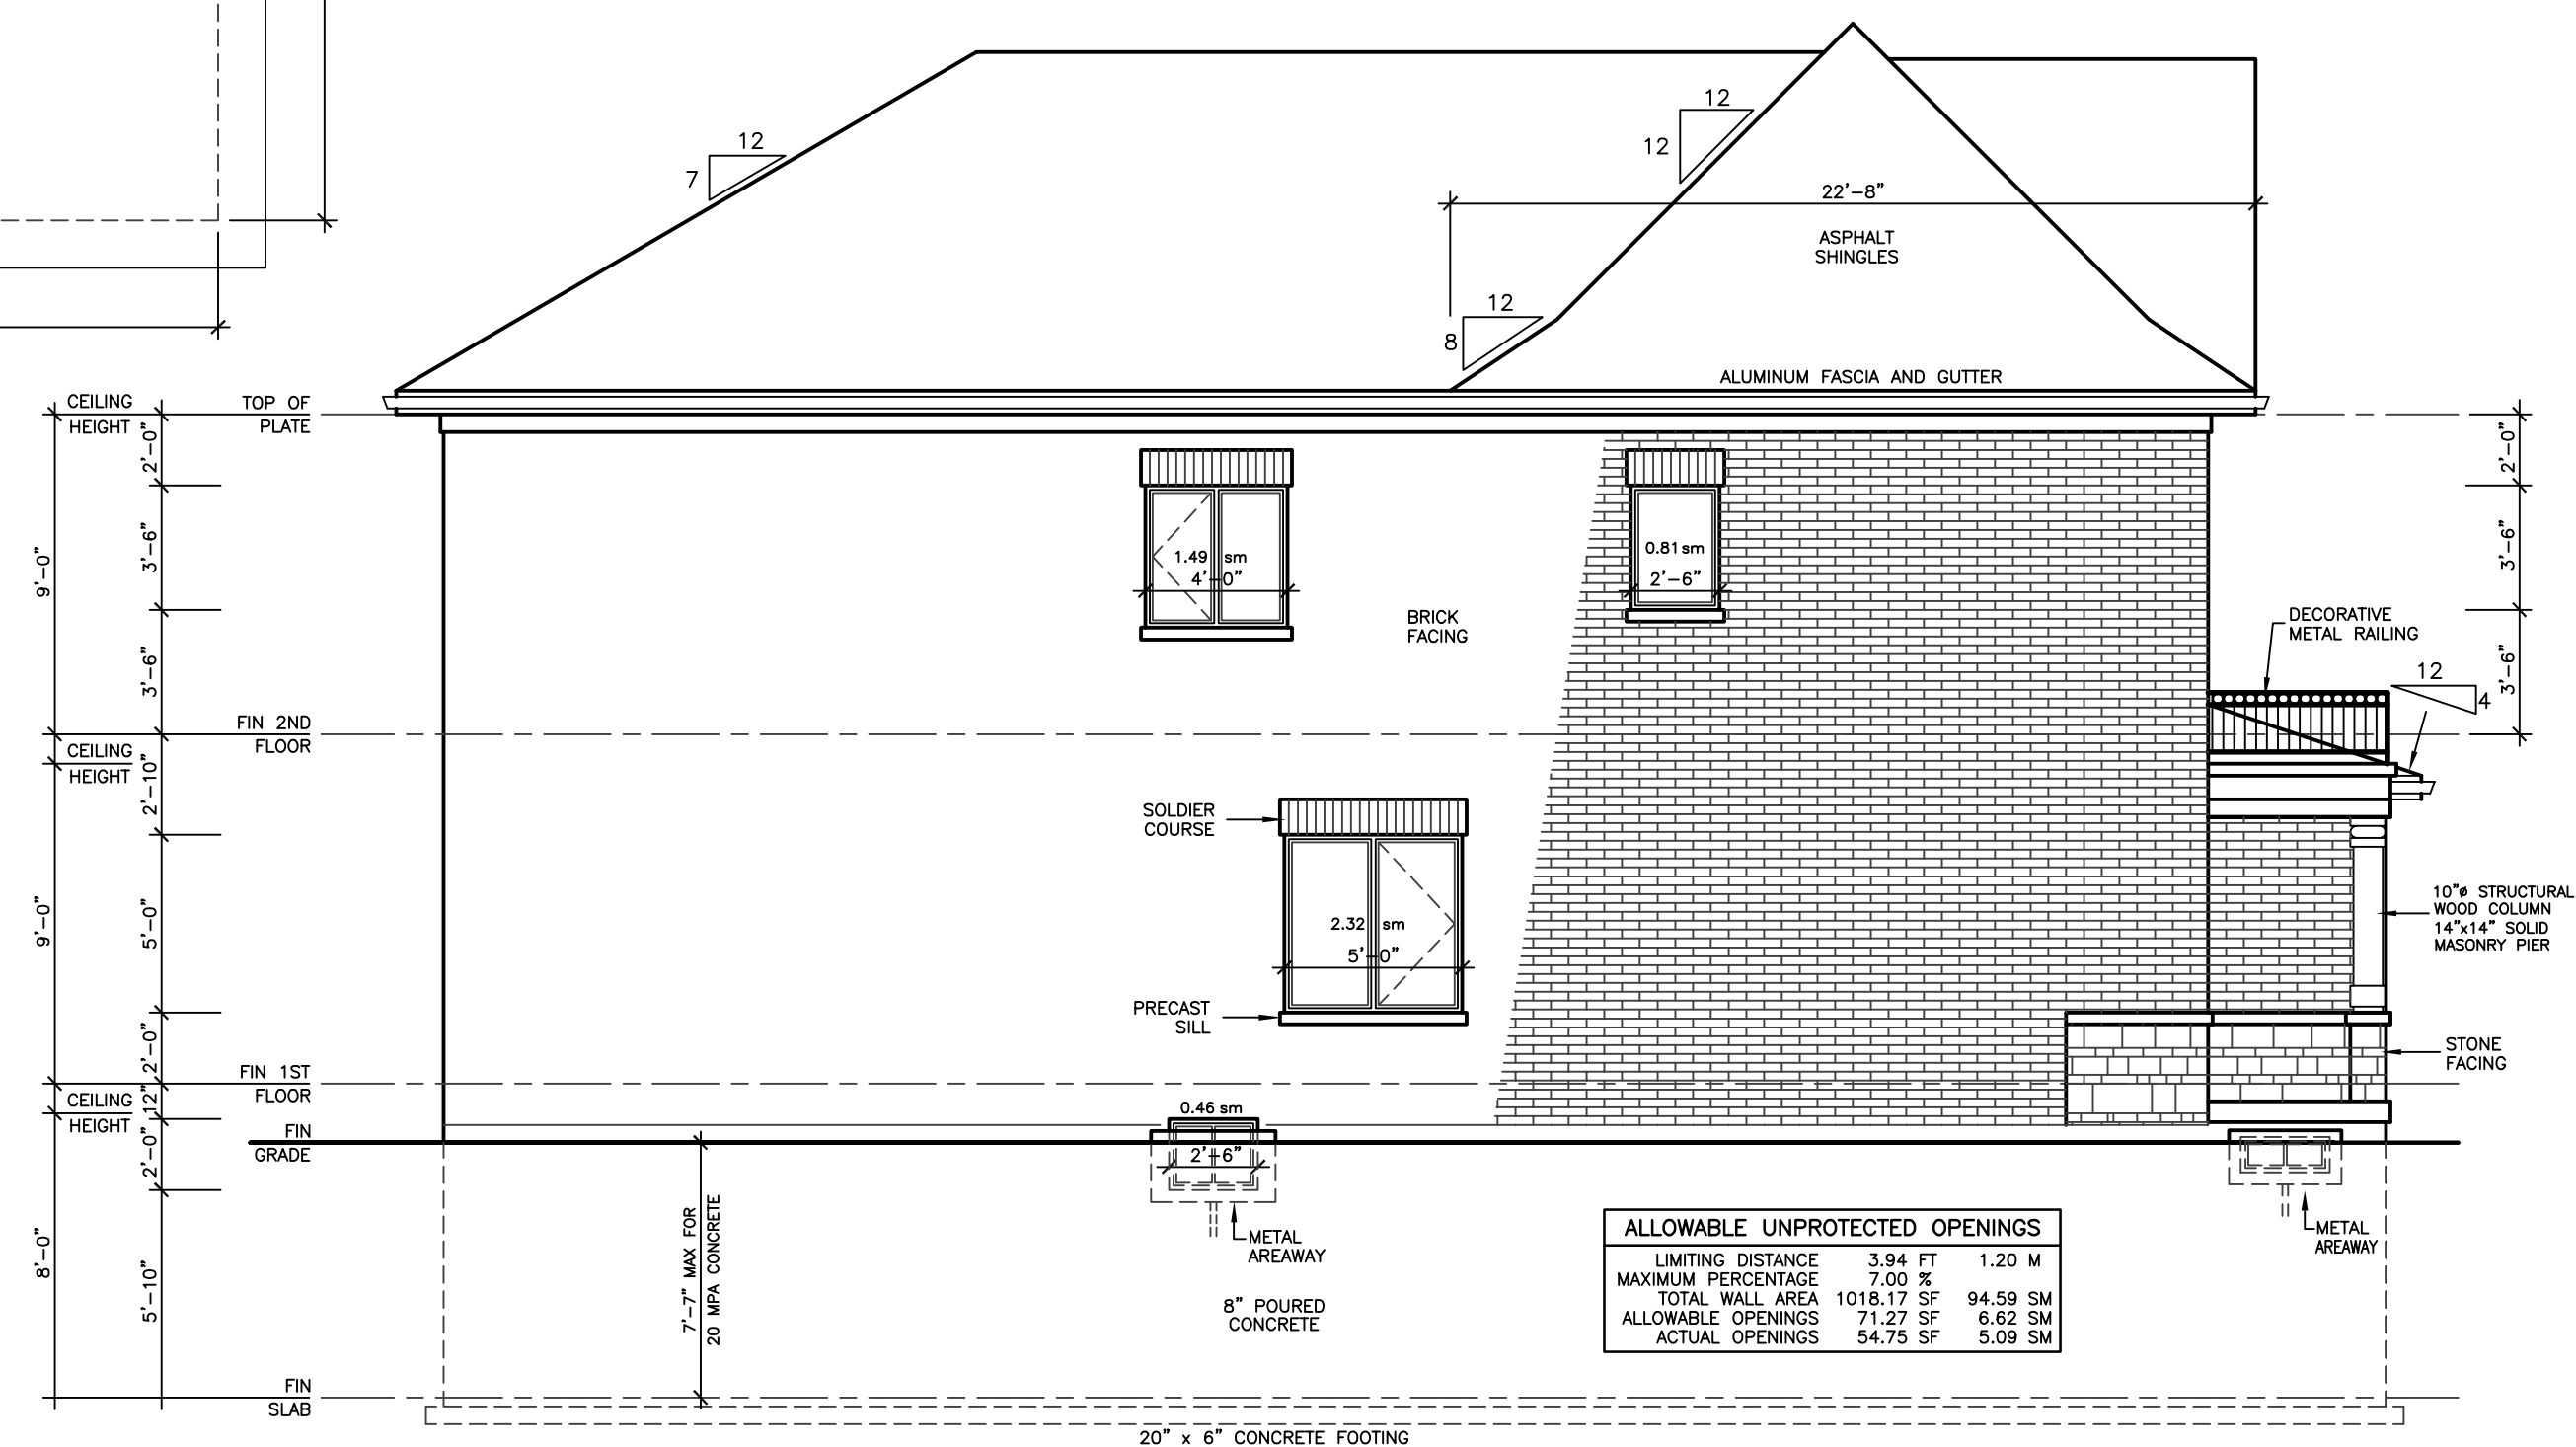 12
7
12
12
22'-8"
ASPHALT
SHINGLES
12
8
ALUMINUM FASCIA AND GUTTER
CEILING
HEIGHT
TOP OF
PLATE
2'-0"
3'-6"
3'-6"
9'-0"
FIN 2ND
FLOOR
CEILING
HEIGHT
2'-10"
5'-0"
2'-0"
9'-0"
FIN 1ST
FLOOR
CEILING
HEIGHT
12"
2'-0"
FIN
GRADE
8'-0"
5'-10"
FIN
SLAB
1.49 sm
4'-0"
0.81 sm
2'-6"
BRICK
FACING
SOLDIER
COURSE
2.32 sm
5'-0"
PRECAST
SILL
0.46 sm
2'-6"
METAL
AREAWAY
7'-7" MAX FOR
20 MPA CONCRETE
8" POURED
CONCRETE
20" x 6" CONCRETE FOOTING
ALLOWABLE UNPROTECTED OPENINGS
LIMITING DISTANCE 3.94 FT 1.20 M
MAXIMUM PERCENTAGE 7.00 %
TOTAL WALL AREA 1018.17 SF 94.59 SM
ALLOWABLE OPENINGS 71.27 SF 6.62 SM
ACTUAL OPENINGS 54.75 SF 5.09 SM
2'-0"
3'-6"
3'-6"
DECORATIVE
METAL RAILING
12
4
10"ø STRUCTURAL
WOOD COLUMN
14"x14" SOLID
MASONRY PIER
STONE
FACING
METAL
AREAWAY